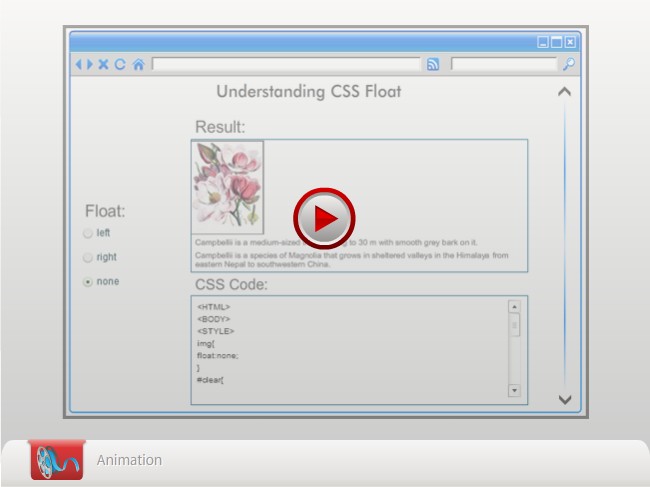 Understanding CSS Float
Result:
Float:
left
right
none
Campbellii is a medium-sized to 30 m with smooth grey bark on it.
Campbellii is a species of Magnolia that grows in sheltered valleys in the Himalaya from
eastern Nepal to southwestern China.
CSS Code:
<HTML>
<BODY>
<STYLE>
img{
float:none;
}
#clear{
Animation